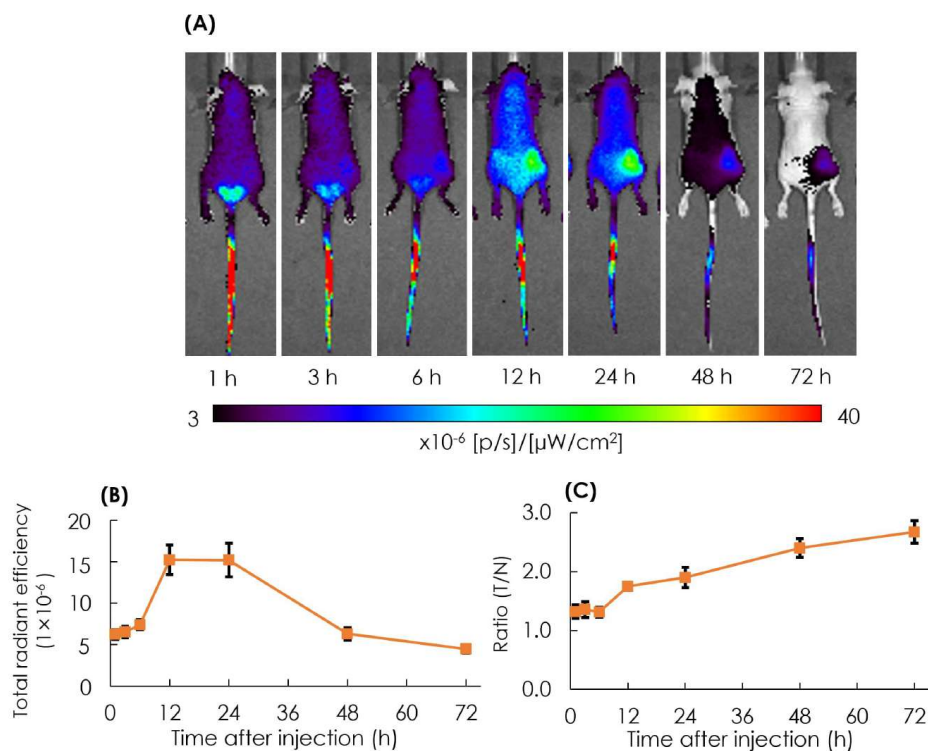 (A)
1 h 3 h 6 h 12 h 24 h 48 h 72 h
3 40
x10⁻⁶ [p/s]/[µW/cm²]
(B)
Total radiant efficiency
(1×10⁻⁶)
20
15
10
5
0
0 12 24 36 48 60 72
Time after injection (h)
(C)
Ratio (T/N)
3.0
2.0
1.0
0.0
0 12 24 36 48 60 72
Time after injection (h)